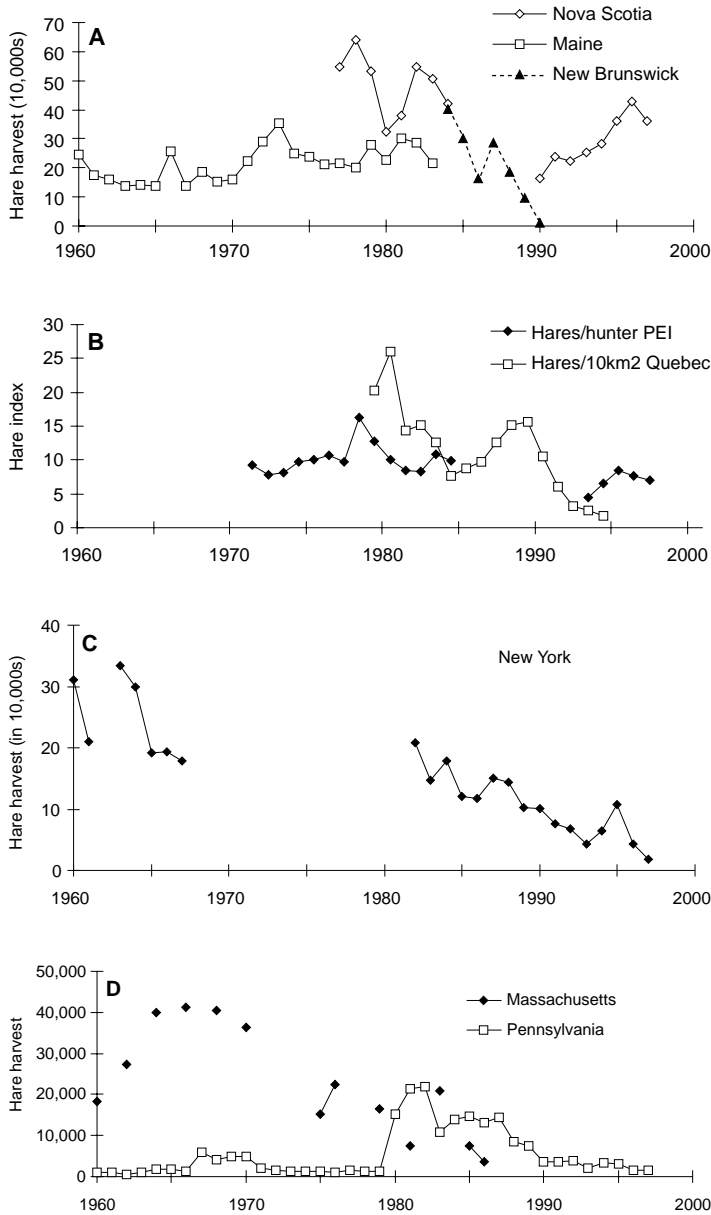 A
Nova Scotia
Maine
New Brunswick
Hare harvest (10,000s)
70
60
50
40
30
20
10
0
1960 1970 1980 1990 2000
B
Hares/hunter PEI
Hares/10km2 Quebec
Hare index
30
25
20
15
10
5
0
1960 1970 1980 1990 2000
C
New York
Hare harvest (in 10,000s)
40
30
20
10
0
1960 1970 1980 1990 2000
D
Massachusetts
Pennsylvania
Hare harvest
50,000
40,000
30,000
20,000
10,000
0
1960 1970 1980 1990 2000